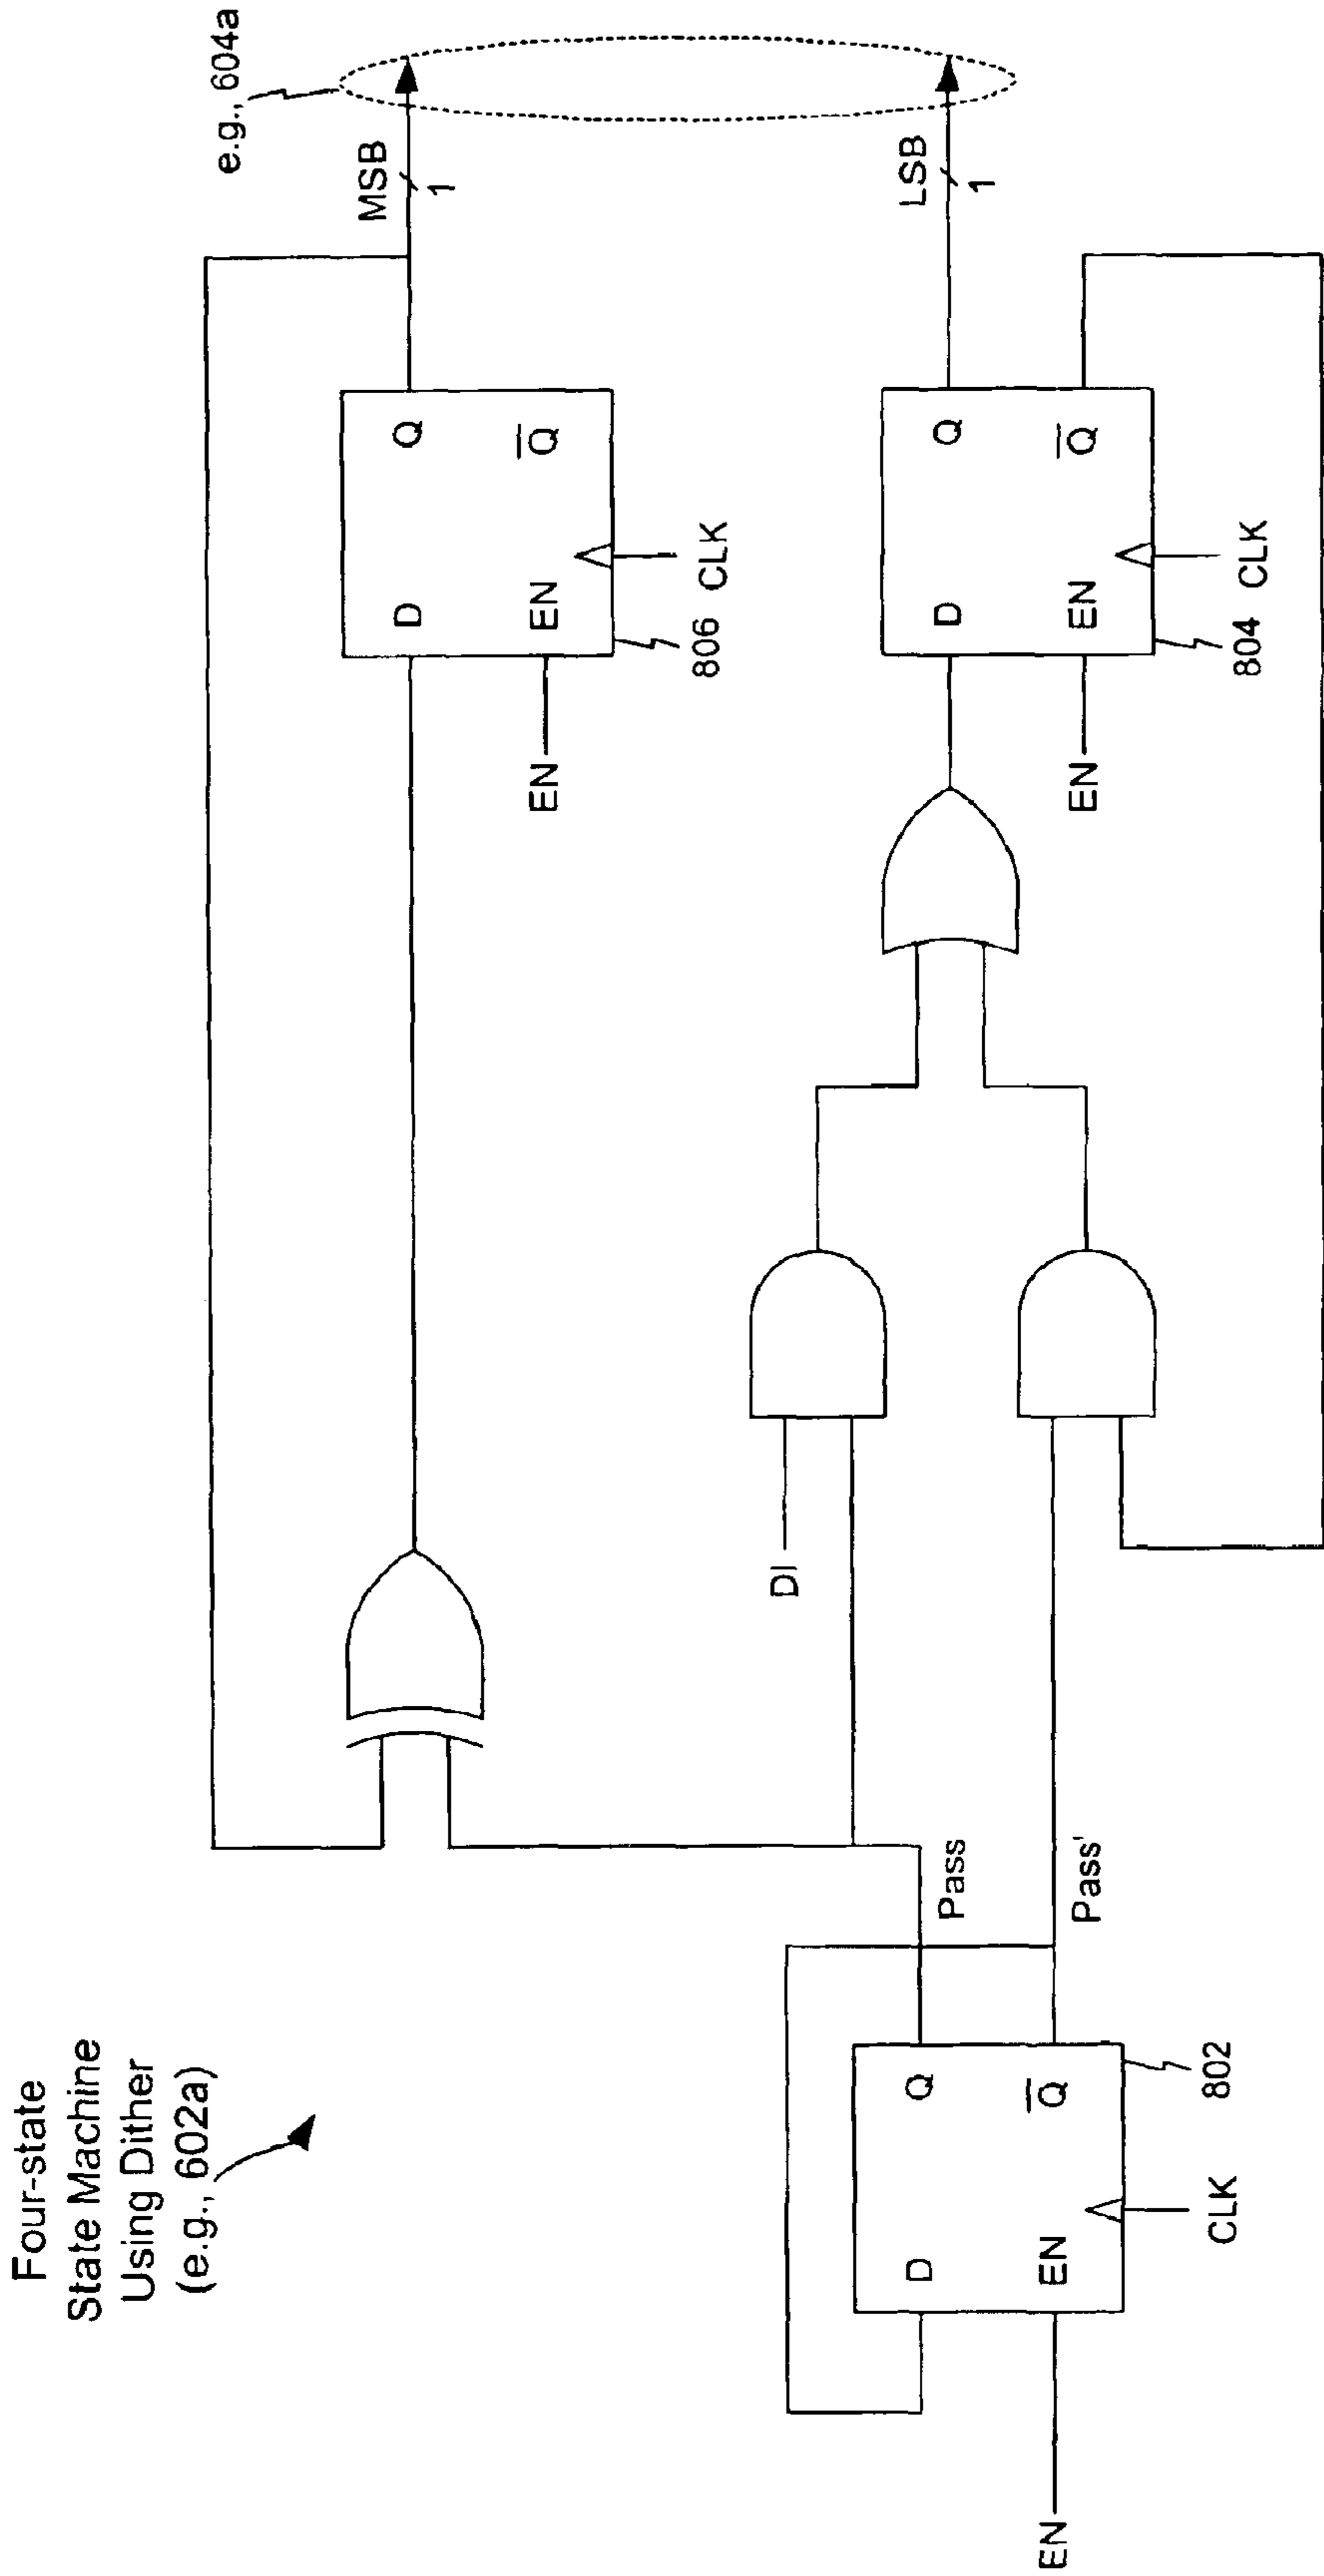 Four-state
State Machine
Using Dither
(e.g., 602a)
e.g., 604a
MSB
1
D
Q
EN
EN
Q
806
CLK
LSB
1
DI
D
Q
EN
EN
Q
804
CLK
Pass
Pass'
D
Q
EN
EN
Q
CLK
802